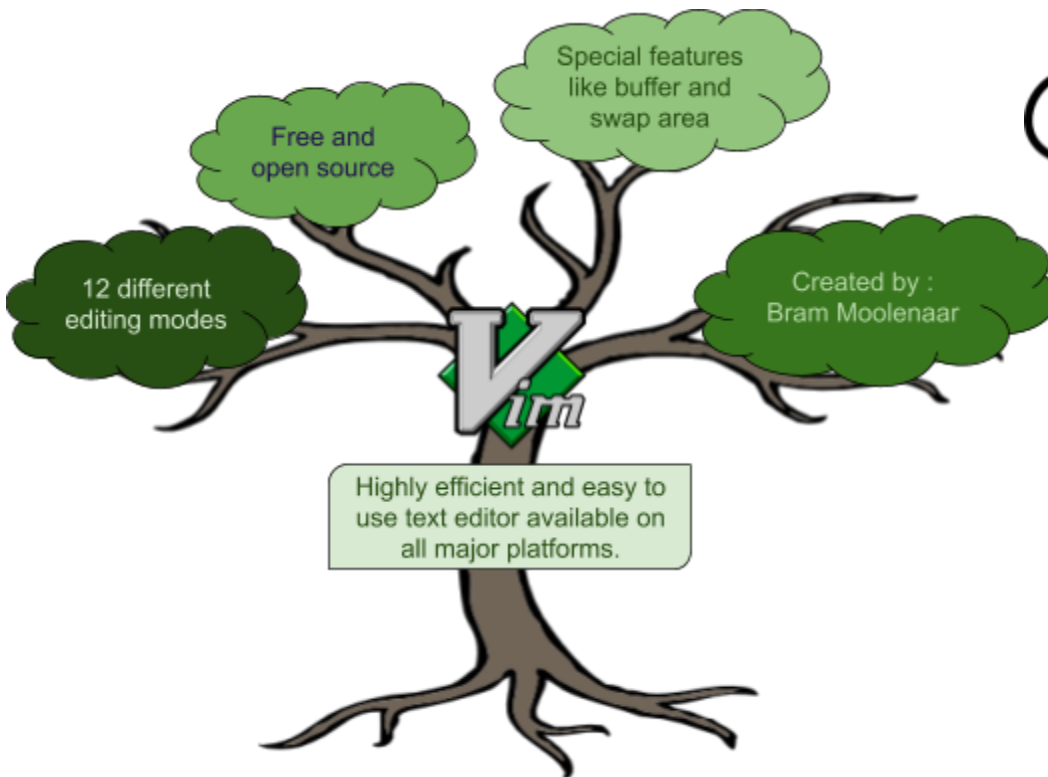 Special features
like buffer and
swap area
Free and
open source
12 different
editing modes
Created by :
Bram Moolenaar
Vim
Highly efficient and easy to
use text editor available on
all major platforms.